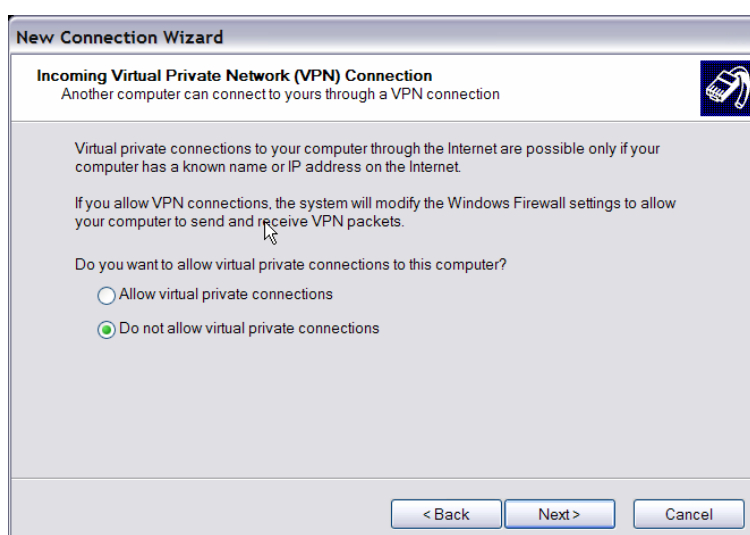 New Connection Wizard
Incoming Virtual Private Network (VPN) Connection
Another computer can connect to yours through a VPN connection
Virtual private connections to your computer through the Internet are possible only if your
computer has a known name or IP address on the Internet.
If you allow VPN connections, the system will modify the Windows Firewall settings to allow
your computer to send and receive VPN packets.
Do you want to allow virtual private connections to this computer?
Allow virtual private connections
Do not allow virtual private connections
< Back Next > Cancel